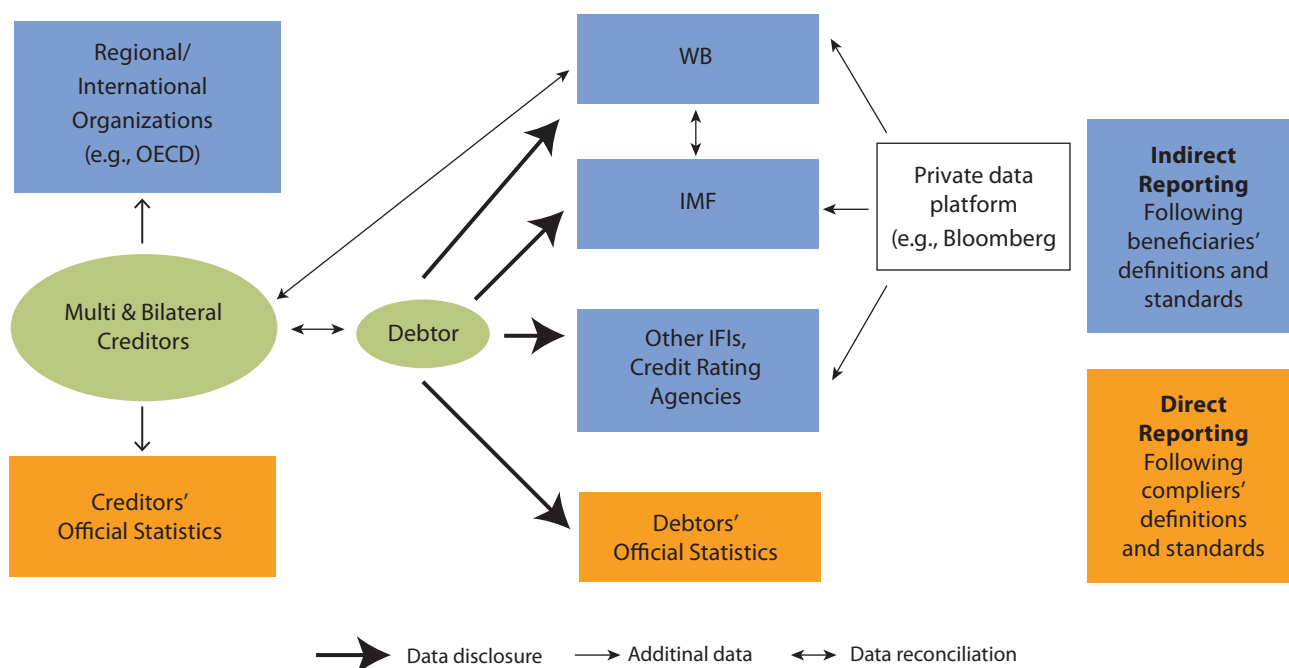 Regional/
International
Organizations
(e.g., OECD)
WB
IMF
Private data
platform
(e.g., Bloomberg
Indirect
Reporting
Following
beneficiaries’
definitions and
standards
Multi & Bilateral
Creditors
Debtor
Other IFIs,
Credit Rating
Agencies
Direct
Reporting
Following
compliers’
definitions
and standards
Creditors’
Official Statistics
Debtors’
Official Statistics
Data disclosure
Additinal data
Data reconciliation